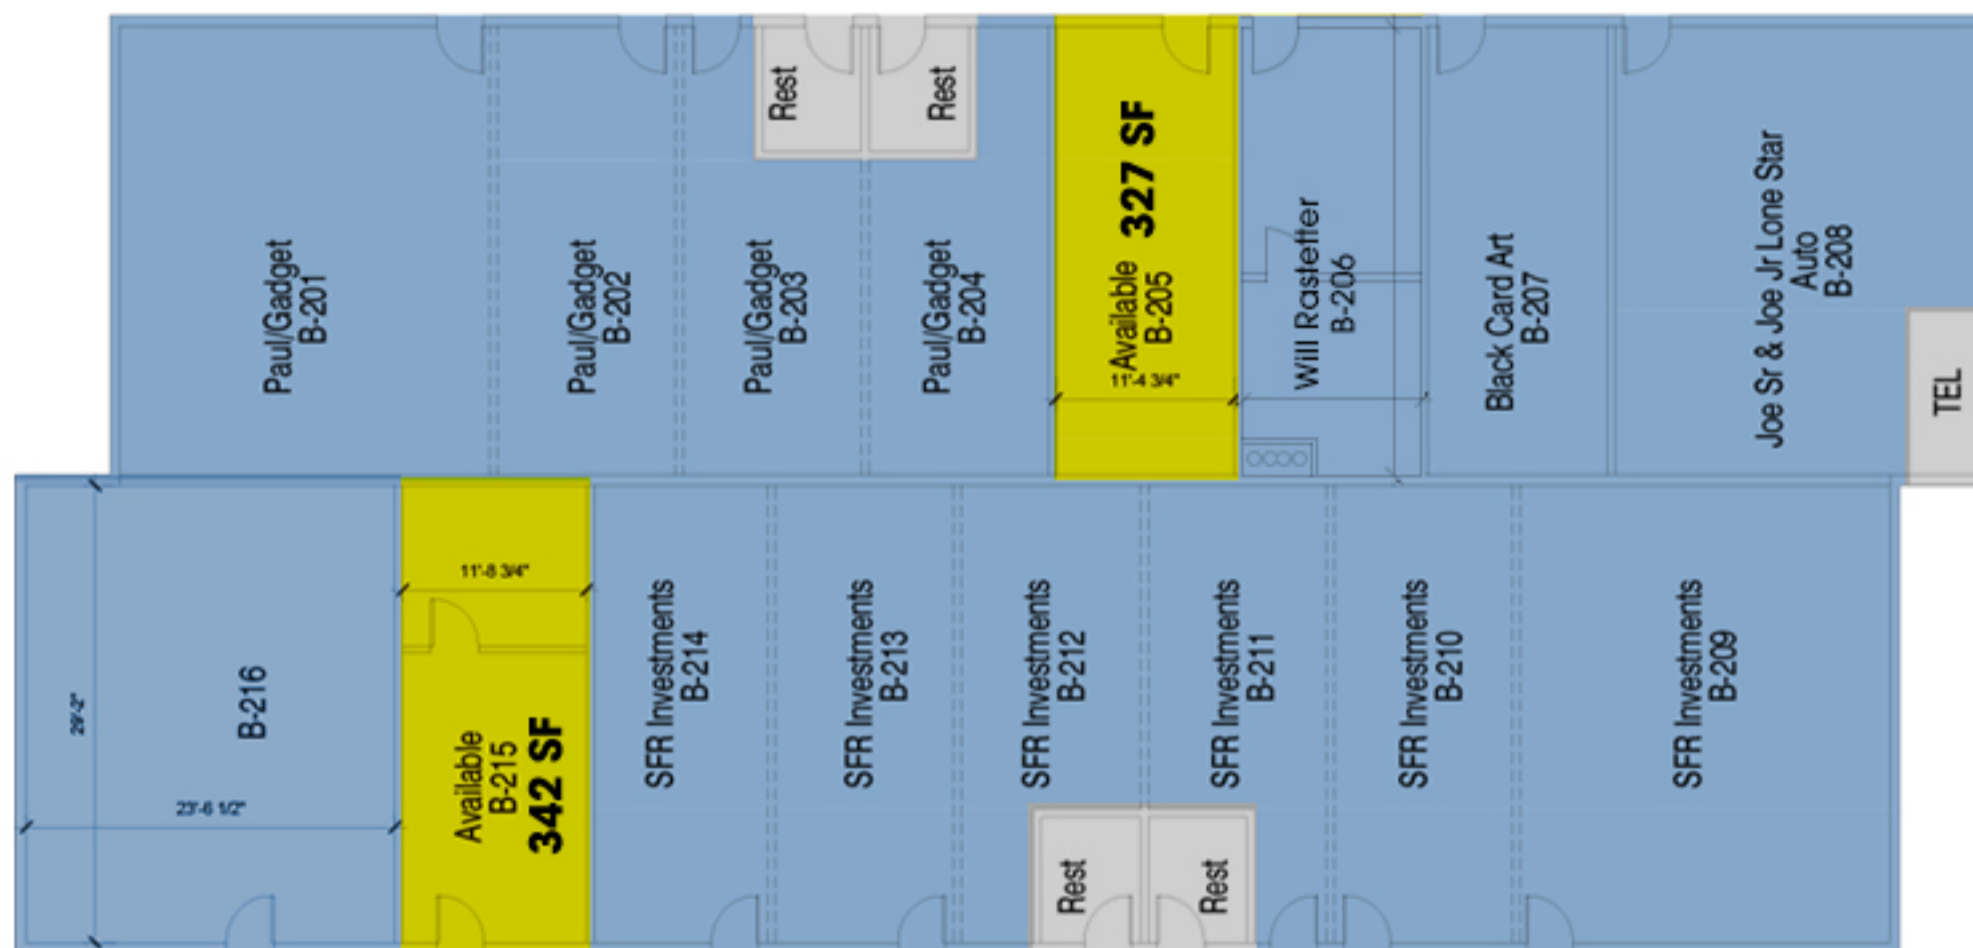 Rest
Rest
Paul/Gadget
B-201
Paul/Gadget
B-202
Paul/Gadget
B-203
Paul/Gadget
B-204
Available 327 SF
B-205
11'-4 3/4"
Will Rastetter
B-206
Black Card Art
B-207
Joe Sr & Joe Jr Lone Star
Auto
B-208
TEL
B-216
29'-2"
23'-6 1/2"
11'-8 3/4"
Available
B-215
342 SF
SFR Investments
B-214
SFR Investments
B-213
SFR Investments
B-212
SFR Investments
B-211
SFR Investments
B-210
SFR Investments
B-209
Rest
Rest